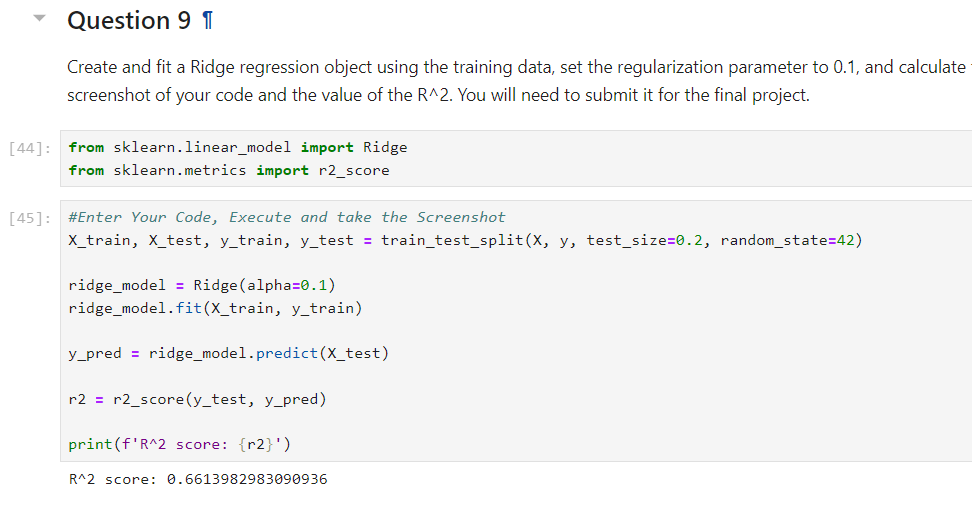 Question 9 ¶
Create and fit a Ridge regression object using the training data, set the regularization parameter to 0.1, and calculate
screenshot of your code and the value of the R^2. You will need to submit it for the final project.
[44]:
from sklearn.linear_model import Ridge
from sklearn.metrics import r2_score
[45]:
#Enter Your Code, Execute and take the Screenshot
X_train, X_test, y_train, y_test = train_test_split(X, y, test_size=0.2, random_state=42)
ridge_model = Ridge(alpha=0.1)
ridge_model.fit(X_train, y_train)
y_pred = ridge_model.predict(X_test)
r2 = r2_score(y_test, y_pred)
print(f'R^2 score: {r2}')
R^2 score: 0.6613982983090936